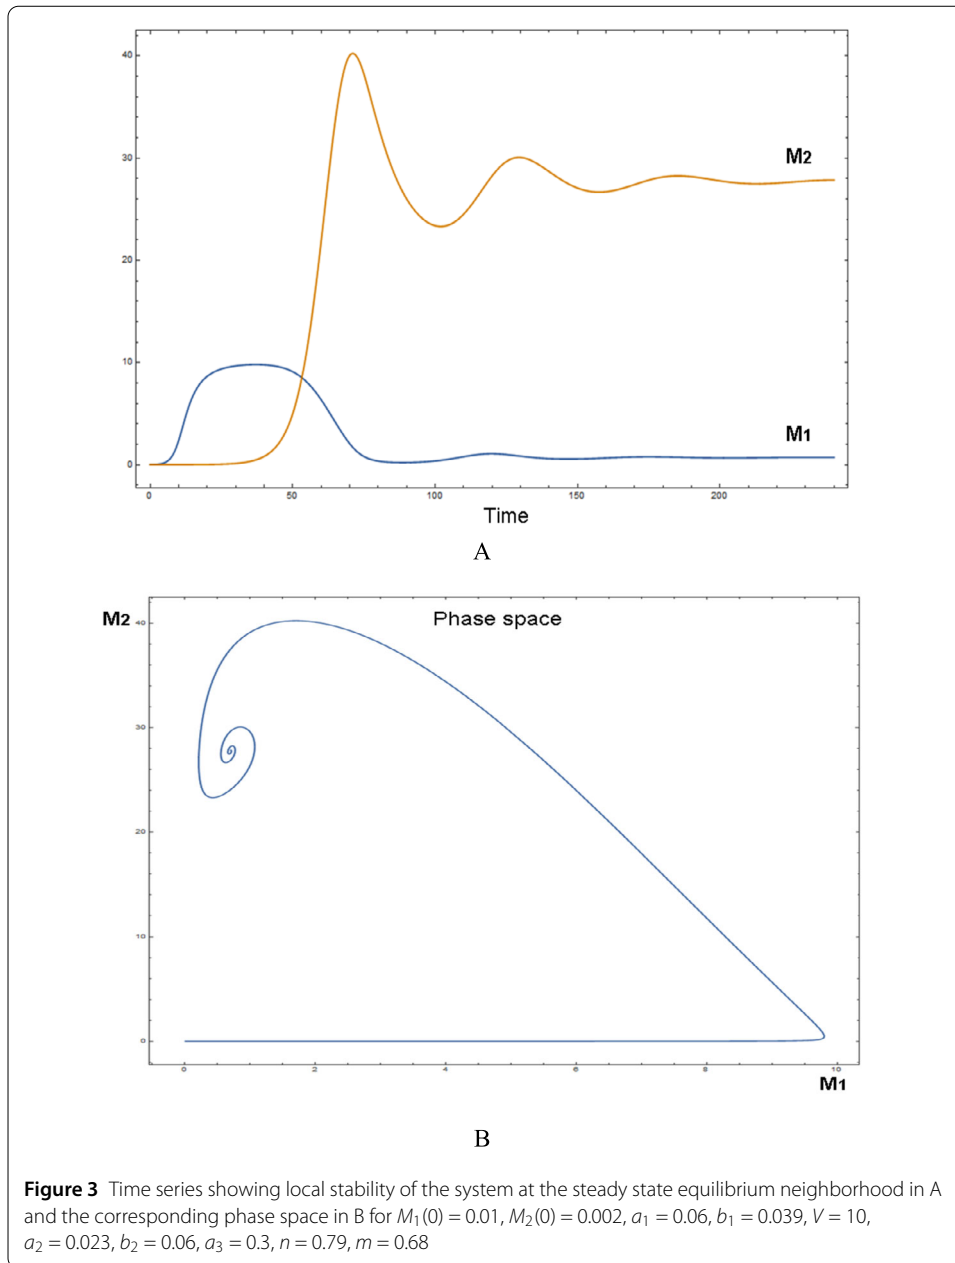 40
30
20
10
0
M2
M1
0 50 100 150 200
Time
A
M2
Phase space
40
30
20
10
0
0 2 4 6 8 10
M1
B
Figure 3 Time series showing local stability of the system at the steady state equilibrium neighborhood in A
and the corresponding phase space in B for M₁(0) = 0.01, M₂(0) = 0.002, a₁ = 0.06, b₁ = 0.039, V = 10,
a₂ = 0.023, b₂ = 0.06, a₃ = 0.3, n = 0.79, m = 0.68